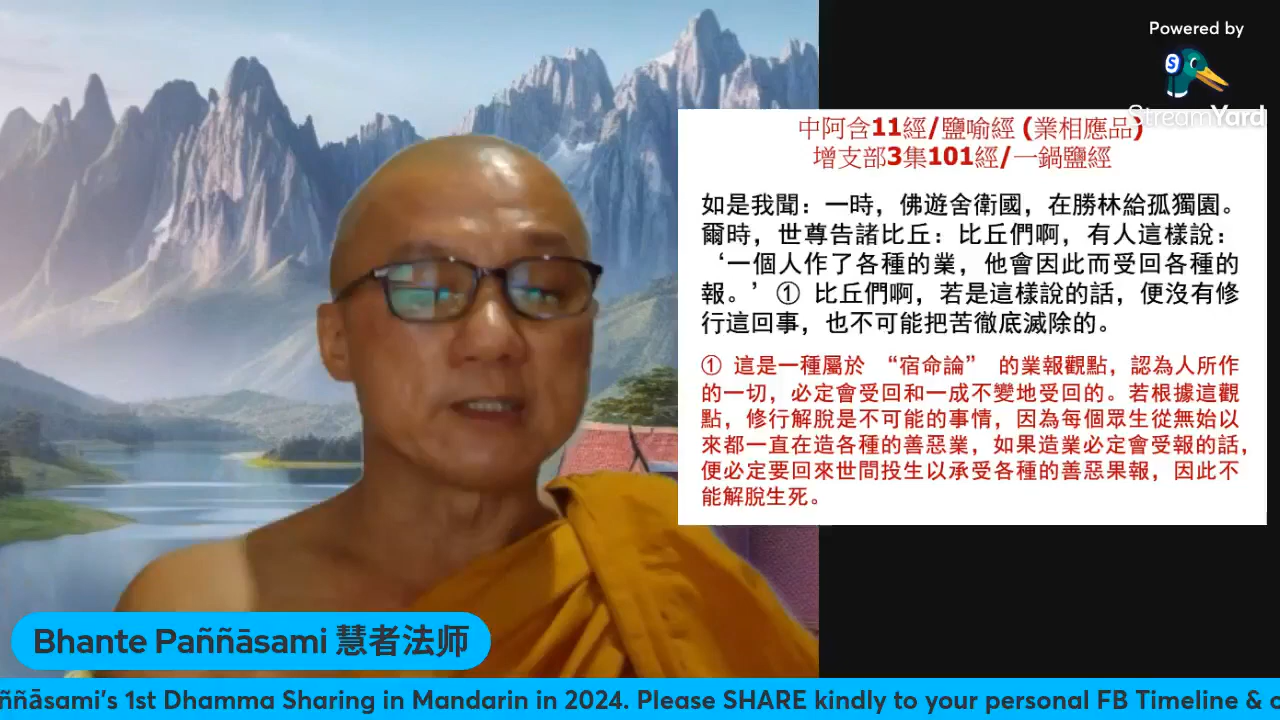 Powered by
StreamYard
中阿含11經/鹽喻經 (業相應品)
增支部3集101經/一鍋鹽經
如是我聞：一時，佛遊舍衛國，在勝林給孤獨園。
爾時，世尊告諸比丘：比丘們啊，有人這樣說：
‘一個人作了各種的業，他會因此而受回各種的
報。’ ① 比丘們啊，若是這樣說的話，便沒有修
行這回事，也不可能把苦徹底滅除的。
① 這是一種屬於 “宿命論” 的業報觀點，認為人所作
的一切，必定會受回和一成不變地受回的。若根據這觀
點，修行解脫是不可能的事情，因為每個眾生從無始以
來都一直在造各種的善惡業，如果造業必定會受報的話，
便必定要回來世間投生以承受各種的善惡果報，因此不
能解脫生死。
Bhante Paññāsami 慧者法师
ññāsami's 1st Dhamma Sharing in Mandarin in 2024. Please SHARE kindly to your personal FB Timeline &